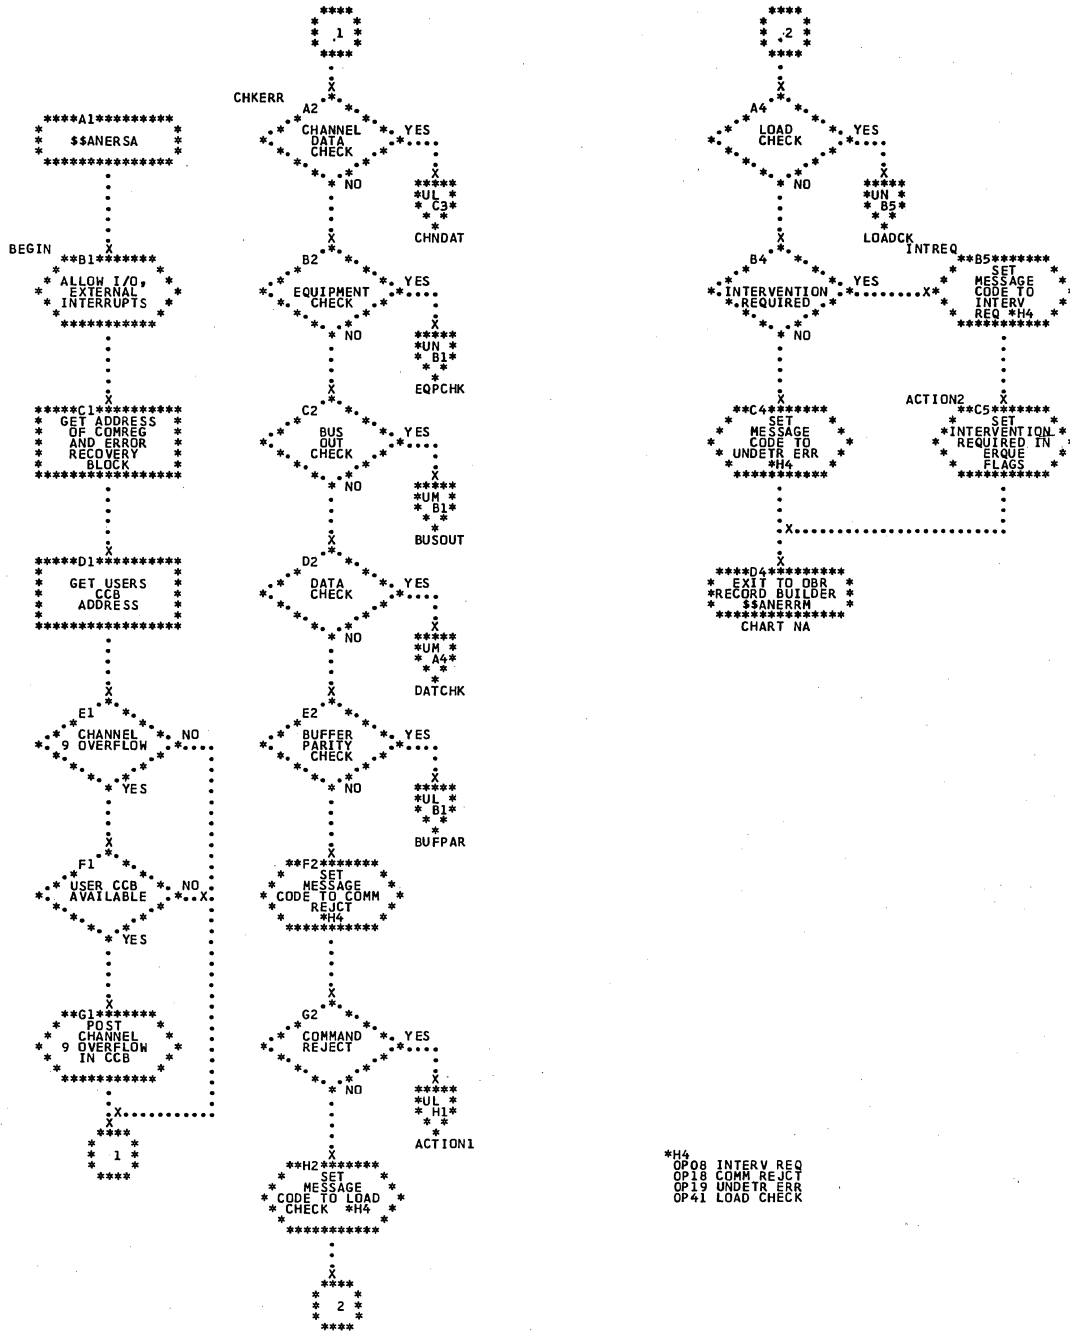 1
CHKERR
A2
CHANNEL
DATA
CHECK
YES
NO
UL
C3
CHNDAT
A1
$$ANERSA
BEGIN
B1
ALLOW I/O,
EXTERNAL
INTERRUPTS
B2
EQUIPMENT
CHECK
YES
NO
UN
B1
EQPCHK
C1
GET ADDRESS
OF COMREG
AND ERROR
RECOVERY
BLOCK
C2
BUS
OUT
CHECK
YES
NO
UM
B1
BUSOUT
D1
GET USERS
CCB
ADDRESS
D2
DATA
CHECK
YES
NO
UM
A4
DATCHK
E1
CHANNEL
9 OVERFLOW
NO
YES
E2
BUFFER
PARITY
CHECK
YES
NO
UL
B1
BUFPAR
F1
USER CCB
AVAILABLE
NO
YES
F2
SET
MESSAGE
CODE TO COMM
REJCT
*H4
G1
POST
CHANNEL
9 OVERFLOW
IN CCB
G2
COMMAND
REJECT
YES
NO
UL
H1
ACTION1
1
H2
SET
MESSAGE
CODE TO LOAD
CHECK *H4
2
2
A4
LOAD
CHECK
YES
NO
UN
B5
LOADCK
B4
INTERVENTION
REQUIRED
YES
NO
INTREQ
B5
SET
MESSAGE
CODE TO
INTERV
REQ *H4
C4
SET
MESSAGE
CODE TO
UNDETR ERR
*H4
ACTION2
C5
SET
INTERVENTION
REQUIRED IN
ERQUE
FLAGS
D4
EXIT TO OBR
RECORD BUILDER
$$ANERRM
CHART NA
*H4
OP08 INTERV REQ
OP18 COMM REJCT
OP19 UNDETR ERR
OP41 LOAD CHECK